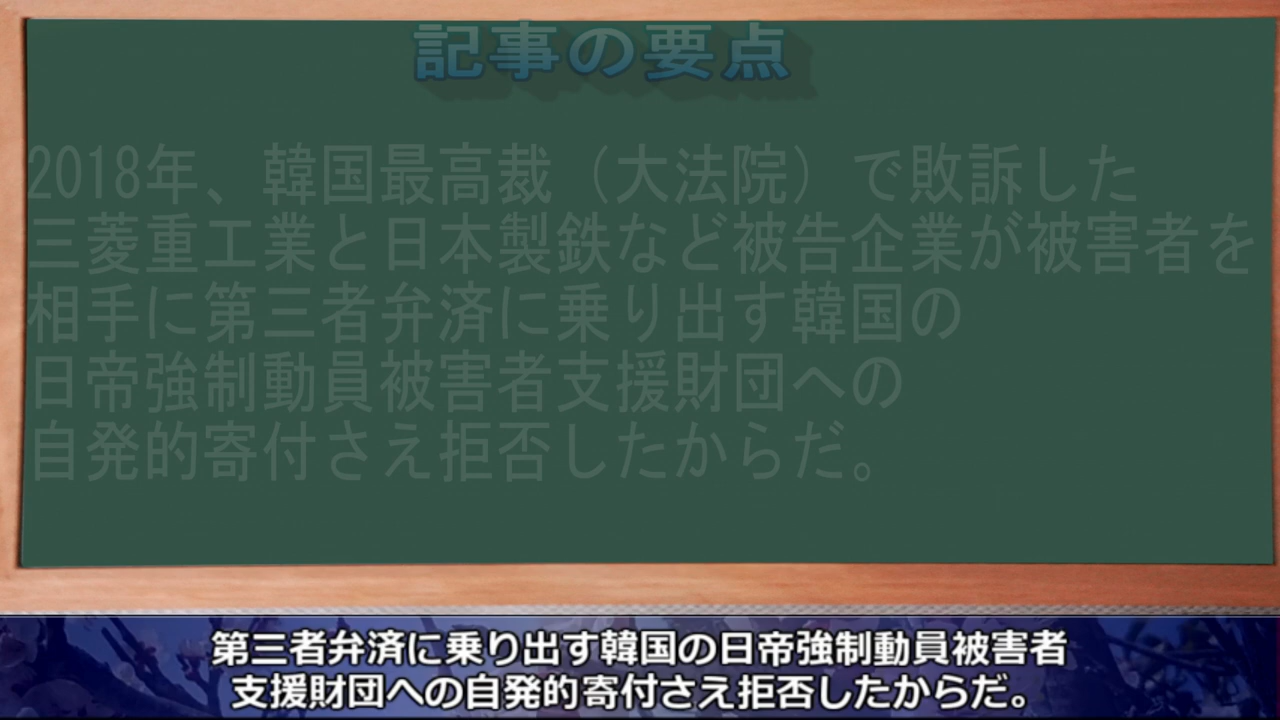 記事の要点
2018年、韓国最高裁（大法院）で敗訴した
三菱重工業と日本製鉄など被告企業が被害者を
相手に第三者弁済に乗り出す韓国の
日帝強制動員被害者支援財団への
自発的寄付さえ拒否したからだ。
第三者弁済に乗り出す韓国の日帝強制動員被害者
支援財団への自発的寄付さえ拒否したからだ。